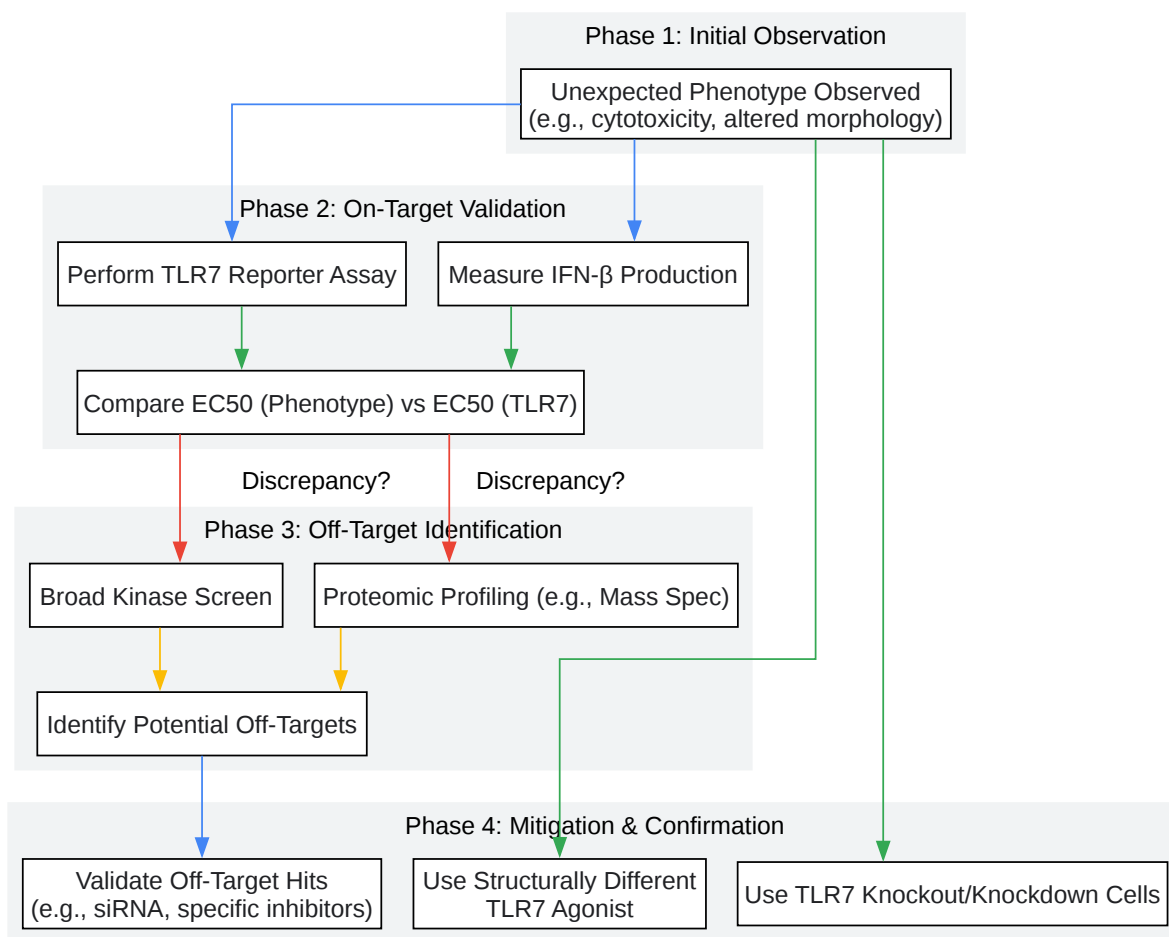 Phase 1: Initial Observation
Unexpected Phenotype Observed
(e.g., cytotoxicity, altered morphology)
Phase 2: On-Target Validation
Perform TLR7 Reporter Assay
Measure IFN-β Production
Compare EC50 (Phenotype) vs EC50 (TLR7)
Discrepancy?
Discrepancy?
Phase 3: Off-Target Identification
Broad Kinase Screen
Proteomic Profiling (e.g., Mass Spec)
Identify Potential Off-Targets
Phase 4: Mitigation & Confirmation
Validate Off-Target Hits
(e.g., siRNA, specific inhibitors)
Use Structurally Different
TLR7 Agonist
Use TLR7 Knockout/Knockdown Cells